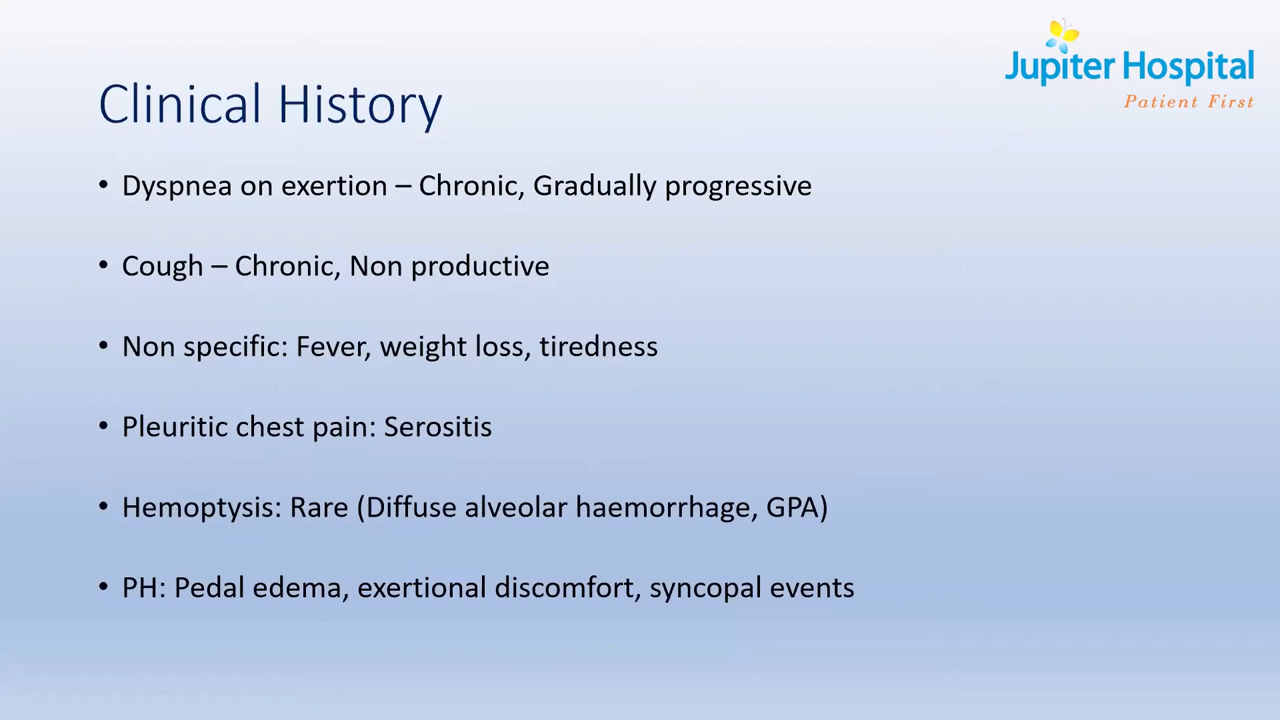 Jupiter Hospital
Patient First
Clinical History
• Dyspnea on exertion – Chronic, Gradually progressive
• Cough – Chronic, Non productive
• Non specific: Fever, weight loss, tiredness
• Pleuritic chest pain: Serositis
• Hemoptysis: Rare (Diffuse alveolar haemorrhage, GPA)
• PH: Pedal edema, exertional discomfort, syncopal events